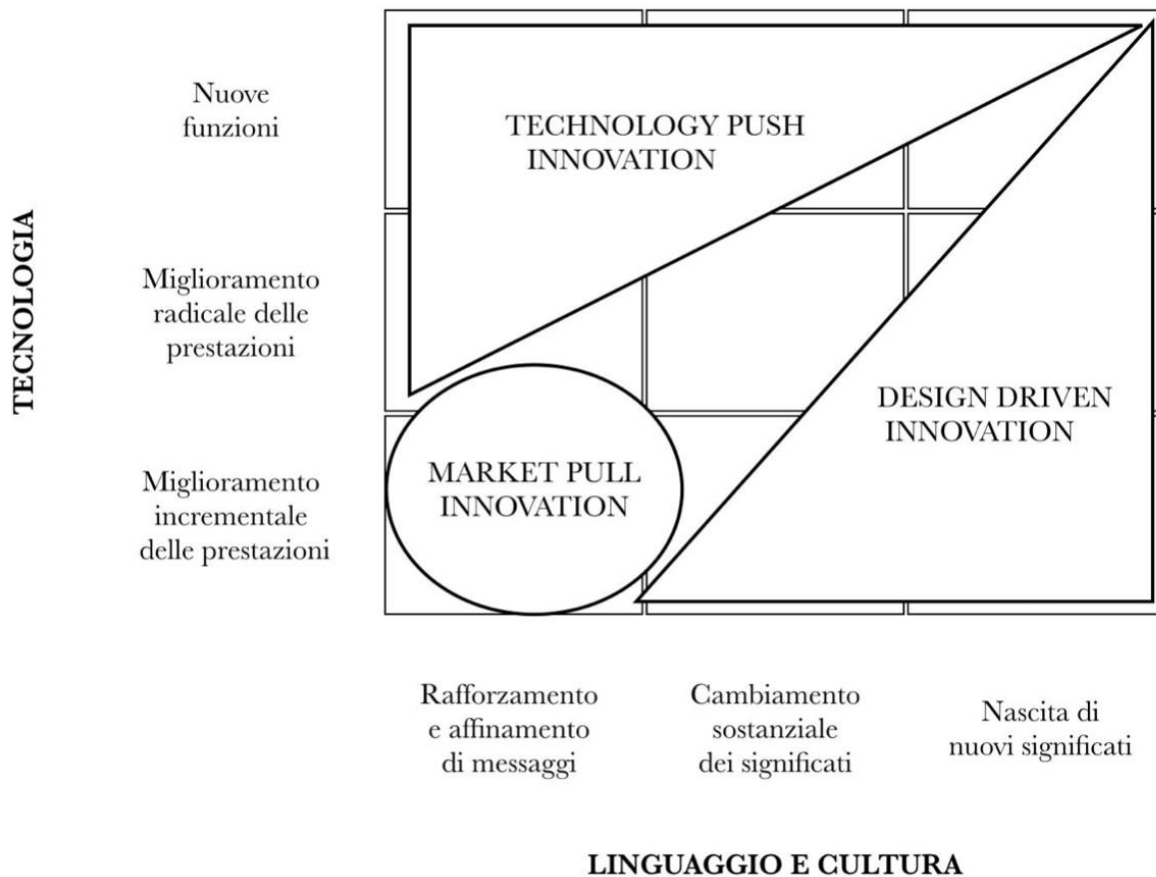 Nuove
funzioni
TECHNOLOGY PUSH
INNOVATION
TECNOLOGIA
Miglioramento
radicale delle
prestazioni
DESIGN DRIVEN
INNOVATION
Miglioramento
incrementale
delle prestazioni
MARKET PULL
INNOVATION
Rafforzamento
e affinamento
di messaggi
Cambiamento
sostanziale
dei significati
Nascita di
nuovi significati
LINGUAGGIO E CULTURA